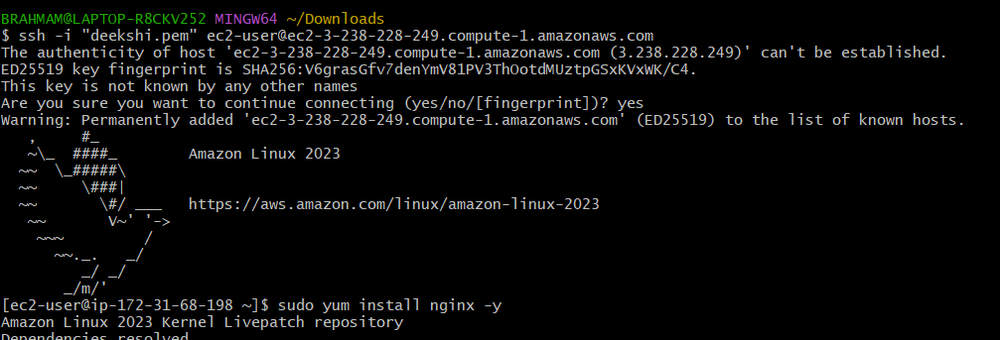 BRAHMAM@LAPTOP-R8CKV252 MINGW64 ~/Downloads
$ ssh -i "deekshi.pem" ec2-user@ec2-3-238-228-249.compute-1.amazonaws.com
The authenticity of host 'ec2-3-238-228-249.compute-1.amazonaws.com (3.238.228.249)' can't be established.
ED25519 key fingerprint is SHA256:V6grasGfv7denYmV81PV3ThOotdMUztpGSxKVxWK/C4.
This key is not known by any other names
Are you sure you want to continue connecting (yes/no/[fingerprint])? yes
Warning: Permanently added 'ec2-3-238-228-249.compute-1.amazonaws.com' (ED25519) to the list of known hosts.
   ,     #_
   ~\_  ####_        Amazon Linux 2023
  ~~  \_#####\
  ~~     \###|
  ~~       \#/ ___   https://aws.amazon.com/linux/amazon-linux-2023
   ~~       V~' '->
    ~~~         /
      ~~._.   _/
         _/ _/
       _/m/'
[ec2-user@ip-172-31-68-198 ~]$ sudo yum install nginx -y
Amazon Linux 2023 Kernel Livepatch repository
Dependencies resolved